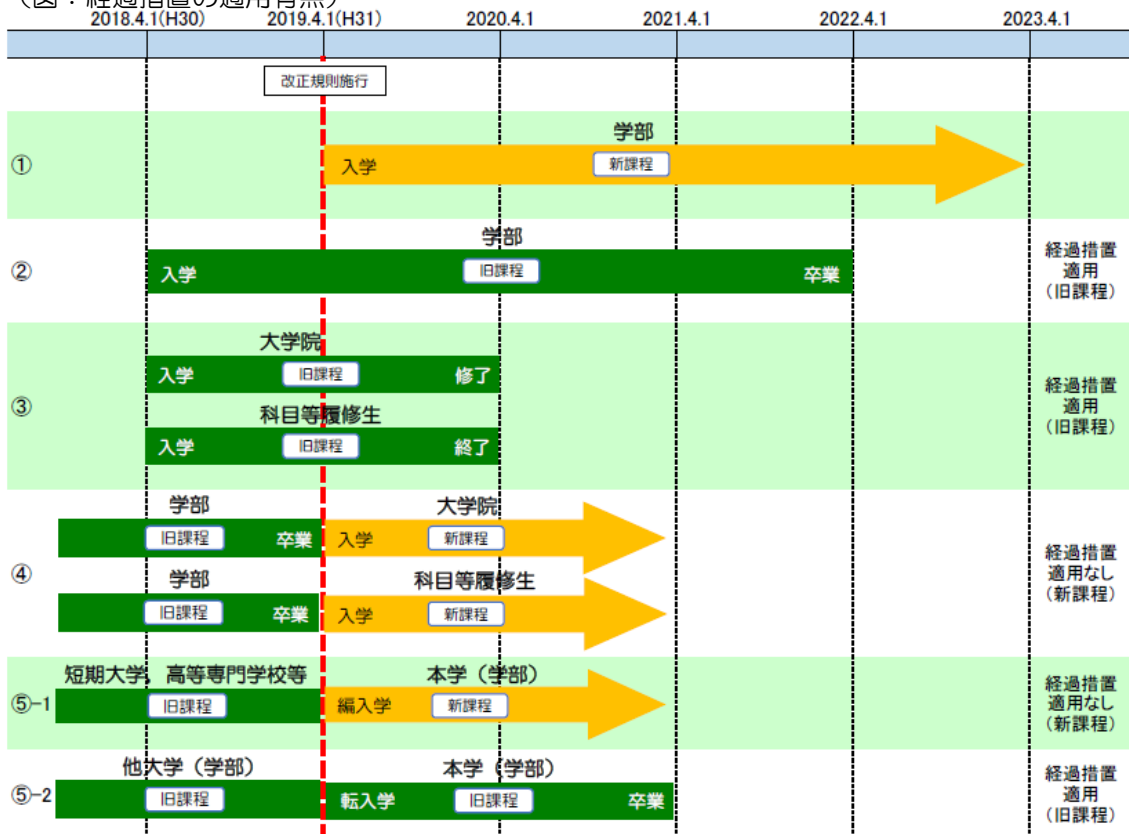 （図：経過措置の適用有無）
2018.4.1(H30) 2019.4.1(H31) 2020.4.1 2021.4.1 2022.4.1 2023.4.1
改正規則施行
学部
① 入学 新課程
学部
② 入学 旧課程 卒業
経過措置
適用
（旧課程）
大学院
入学 旧課程 修了
③
科目等履修生
入学 旧課程 終了
経過措置
適用
（旧課程）
学部 大学院
旧課程 卒業 入学 新課程
④
学部 科目等履修生
旧課程 卒業 入学 新課程
経過措置
適用なし
（新課程）
短期大学、高等専門学校等 本学（学部）
⑤-1 旧課程 編入学 新課程
経過措置
適用なし
（新課程）
他大学（学部） 本学（学部）
⑤-2 旧課程 転入学 旧課程 卒業
経過措置
適用
（旧課程）